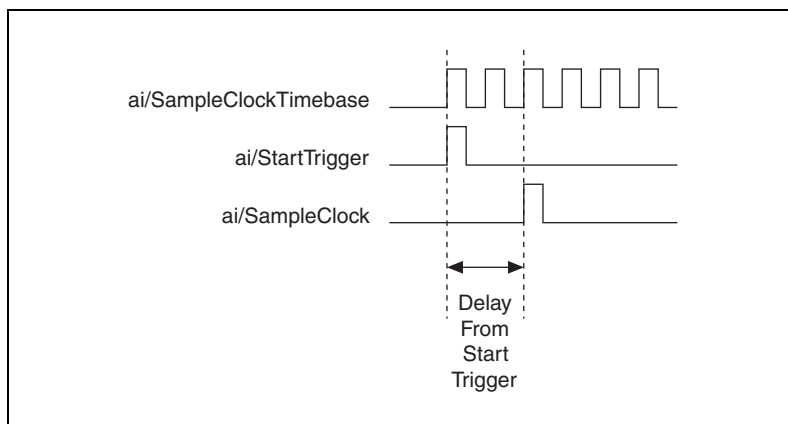 ai/SampleClockTimebase
ai/StartTrigger
ai/SampleClock
Delay
From
Start
Trigger